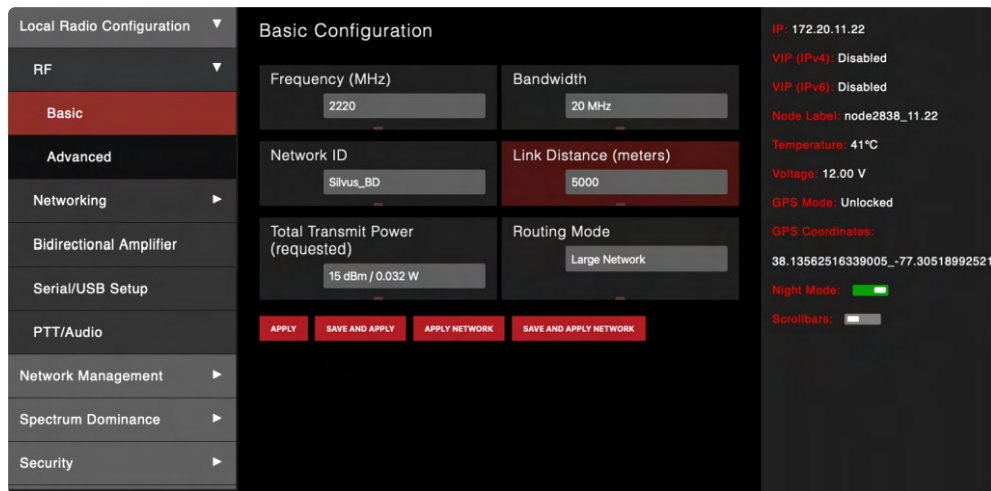 Local Radio Configuration
RF
Basic
Advanced
Networking
Bidirectional Amplifier
Serial/USB Setup
PTT/Audio
Network Management
Spectrum Dominance
Security
Basic Configuration
Frequency (MHz)
2220
Bandwidth
20 MHz
Network ID
Silvus_BD
Link Distance (meters)
5000
Total Transmit Power
(requested)
15 dBm / 0.032 W
Routing Mode
Large Network
APPLY
SAVE AND APPLY
APPLY NETWORK
SAVE AND APPLY NETWORK
IP: 172.20.11.22
VIP (IPv4): Disabled
VIP (IPv6): Disabled
Node Label: node2838_11.22
Temperature: 41°C
Voltage: 12.00 V
GPS Mode: Unlocked
GPS Coordinates:
38.13562516339005_-77.30518992521
Night Mode:
Scrollbars: